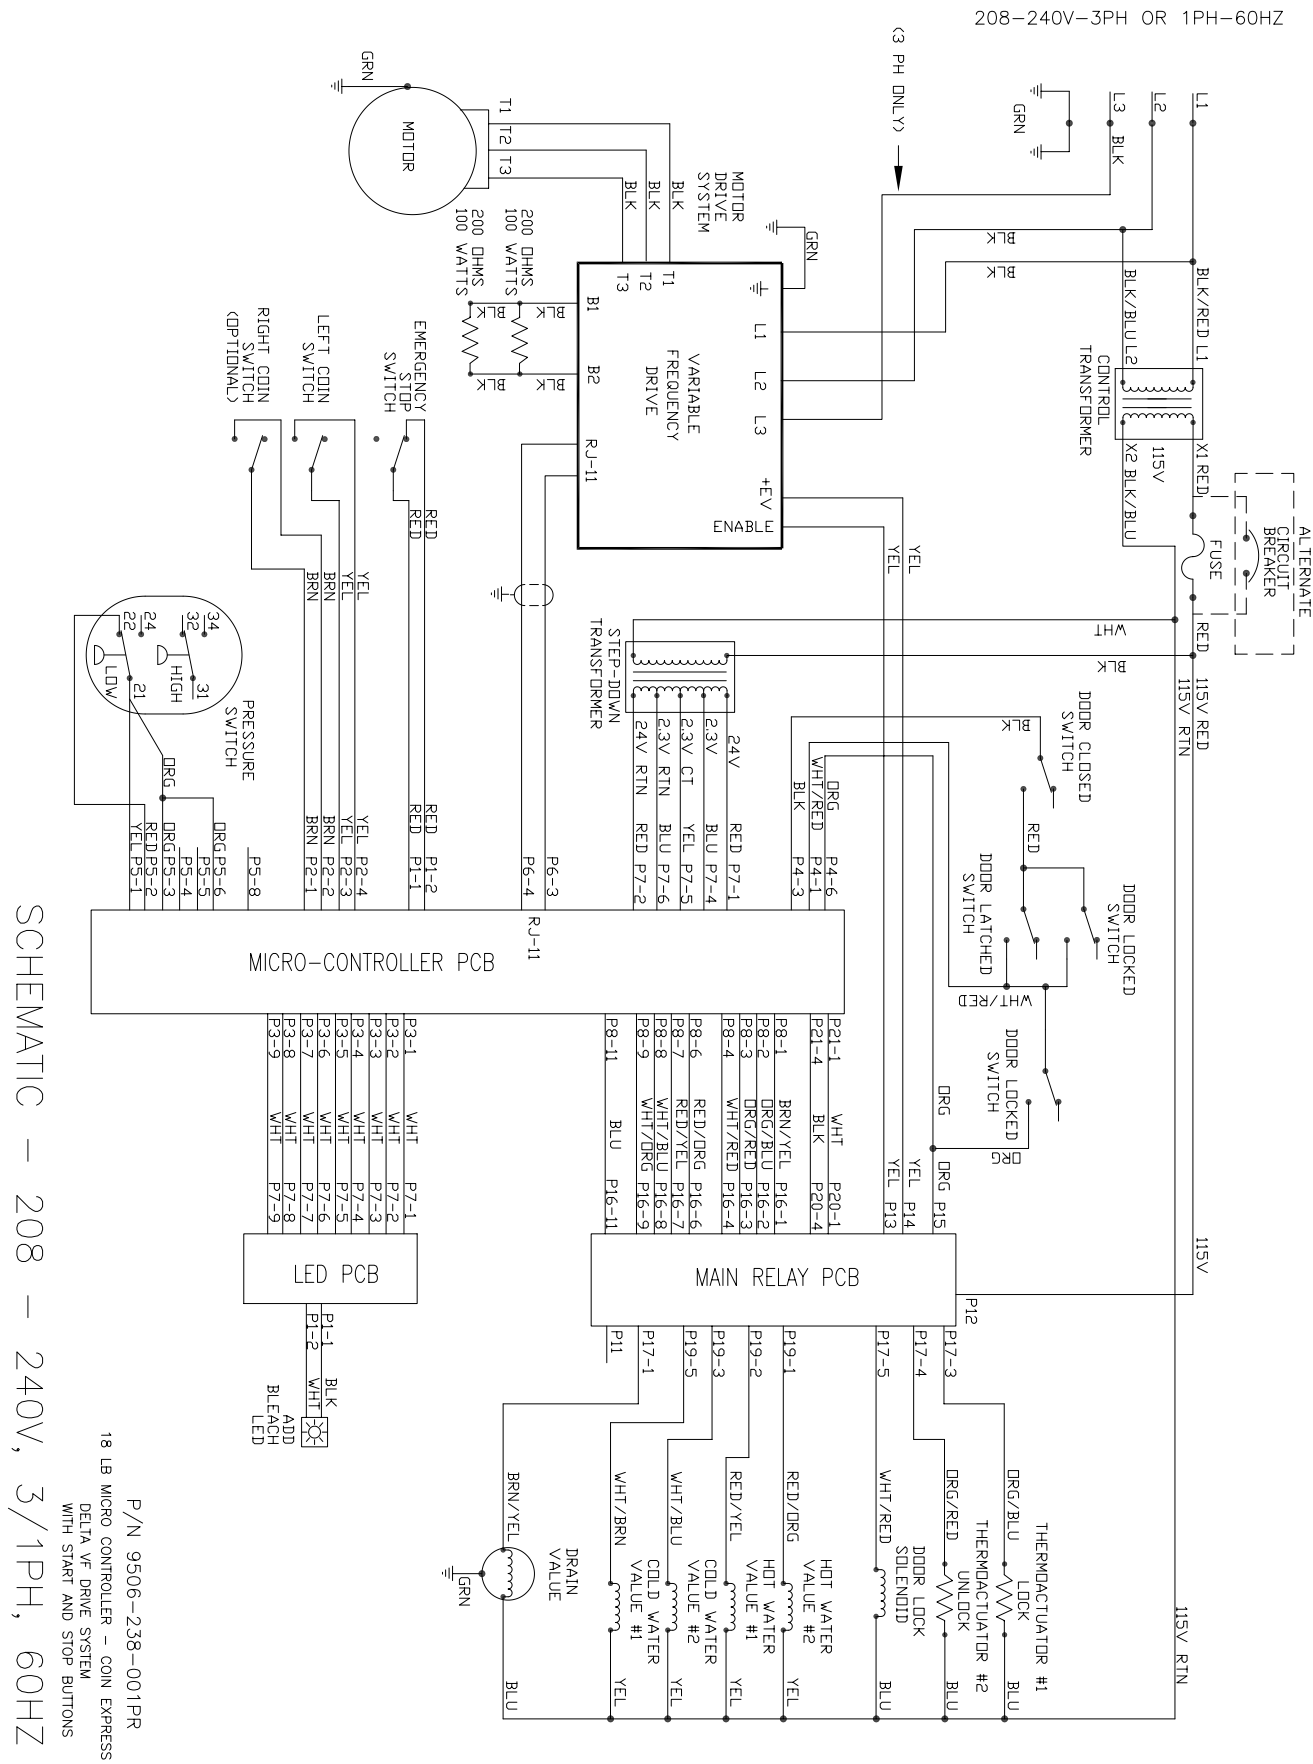 208-240V-3PH OR 1PH-60HZ
L1
L2
L3
BLK
GRN
(3 PH ONLY)
BLK
BLK
BLK/RED L1
BLK/BLU L2
CONTROL
TRANSFORMER
X1 RED
115V
X2 BLK/BLU
ALTERNATE
CIRCUIT
BREAKER
FUSE
RED
WHT
BLK
115V RED
115V RTN
115V
115V RTN
GRN
MOTOR
T1
T2
T3
BLK
BLK
BLK
MOTOR
DRIVE
SYSTEM
GRN
T1
T2
T3
L1
L2
L3
VARIABLE
FREQUENCY
DRIVE
B1
B2
RJ-11
+EV
ENABLE
YEL
YEL
200 OHMS
100 WATTS
200 OHMS
100 WATTS
BLK
BLK
BLK
BLK
EMERGENCY
STOP
SWITCH
LEFT COIN
SWITCH
RIGHT COIN
SWITCH
(OPTIONAL)
RED
RED
YEL
YEL
BRN
BRN
STEP-DOWN
TRANSFORMER
24V
2.3V
2.3V CT
2.3V RTN
24V RTN
RED P7-1
BLU P7-4
YEL P7-5
BLU P7-6
RED P7-2
34
32
31
HIGH
24
22
21
LOW
PRESSURE
SWITCH
ORG
DOOR CLOSED
SWITCH
BLK
RED
DOOR LATCHED
SWITCH
DOOR LOCKED
SWITCH
WHT/RED
DOOR LOCKED
SWITCH
ORG
ORG
ORG
WHT/RED
BLK
P4-6
P4-1
P4-3
P6-3
P6-4
RED P1-2
RED P1-1
YEL P2-4
YEL P2-3
BRN P2-2
BRN P2-1
P5-8
ORG P5-6
P5-5
P5-4
ORG P5-3
RED P5-2
YEL P5-1
RJ-11
MICRO-CONTROLLER PCB
P21-1 WHT P20-1
P21-4 BLK P20-4
P8-1 BRN/YEL P16-1
P8-2 ORG/BLU P16-2
P8-3 ORG/RED P16-3
P8-4 WHT/RED P16-4
P8-6 RED/ORG P16-6
P8-7 RED/YEL P16-7
P8-8 WHT/BLU P16-8
P8-9 WHT/ORG P16-9
P8-11 BLU P16-11
P3-1 WHT P7-1
P3-2 WHT P7-2
P3-3 WHT P7-3
P3-4 WHT P7-4
P3-5 WHT P7-5
P3-6 WHT P7-6
P3-7 WHT P7-7
P3-8 WHT P7-8
P3-9 WHT P7-9
ORG P15
YEL P14
YEL P13
MAIN RELAY PCB
P12
LED PCB
P1-1 BLK
P1-2 WHT
ADD
BLEACH
LED
P17-3
P17-4
P17-5
P19-1
P19-2
P19-3
P19-5
P17-1
P11
ORG/BLU
THERMOACTUATOR #1
LOCK
BLU
ORG/RED
THERMOACTUATOR #2
UNLOCK
BLU
WHT/RED
DOOR LOCK
SOLENOID
BLU
RED/ORG
HOT WATER
VALUE #2
YEL
RED/YEL
HOT WATER
VALUE #1
YEL
WHT/BLU
COLD WATER
VALUE #2
YEL
WHT/BRN
COLD WATER
VALUE #1
YEL
BRN/YEL
DRAIN
VALUE
GRN
BLU
P/N 9506-238-001PR
18 LB MICRO CONTROLLER - COIN EXPRESS
DELTA VF DRIVE SYSTEM
WITH START AND STOP BUTTONS
SCHEMATIC - 208 - 240V, 3/1PH, 60HZ